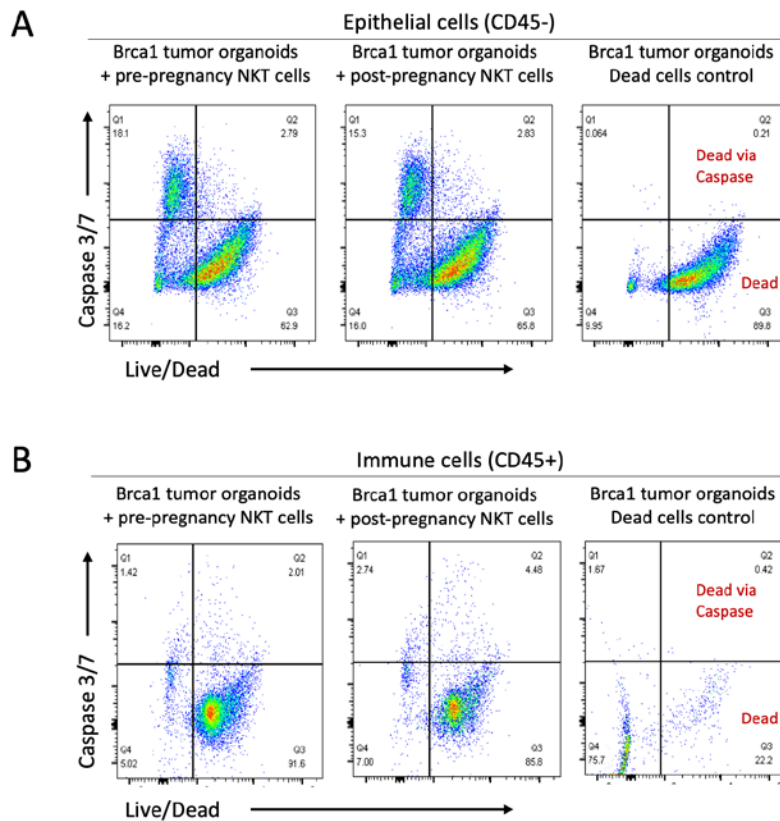 A
Epithelial cells (CD45-)
Brca1 tumor organoids
+ pre-pregnancy NKT cells
Brca1 tumor organoids
+ post-pregnancy NKT cells
Brca1 tumor organoids
Dead cells control
Q1
18.1
Q2
2.79
Q1
15.3
Q2
2.83
Q1
0.064
Q2
0.21
Dead via
Caspase
Caspase 3/7
Dead
Q4
16.2
Q3
62.9
Q4
16.0
Q3
65.8
Q4
9.95
Q3
89.8
Live/Dead
B
Immune cells (CD45+)
Brca1 tumor organoids
+ pre-pregnancy NKT cells
Brca1 tumor organoids
+ post-pregnancy NKT cells
Brca1 tumor organoids
Dead cells control
Q1
1.42
Q2
2.01
Q1
2.74
Q2
4.48
Q1
1.67
Q2
0.42
Dead via
Caspase
Caspase 3/7
Dead
Q4
5.02
Q3
91.6
Q4
7.00
Q3
85.8
Q4
75.7
Q3
22.2
Live/Dead